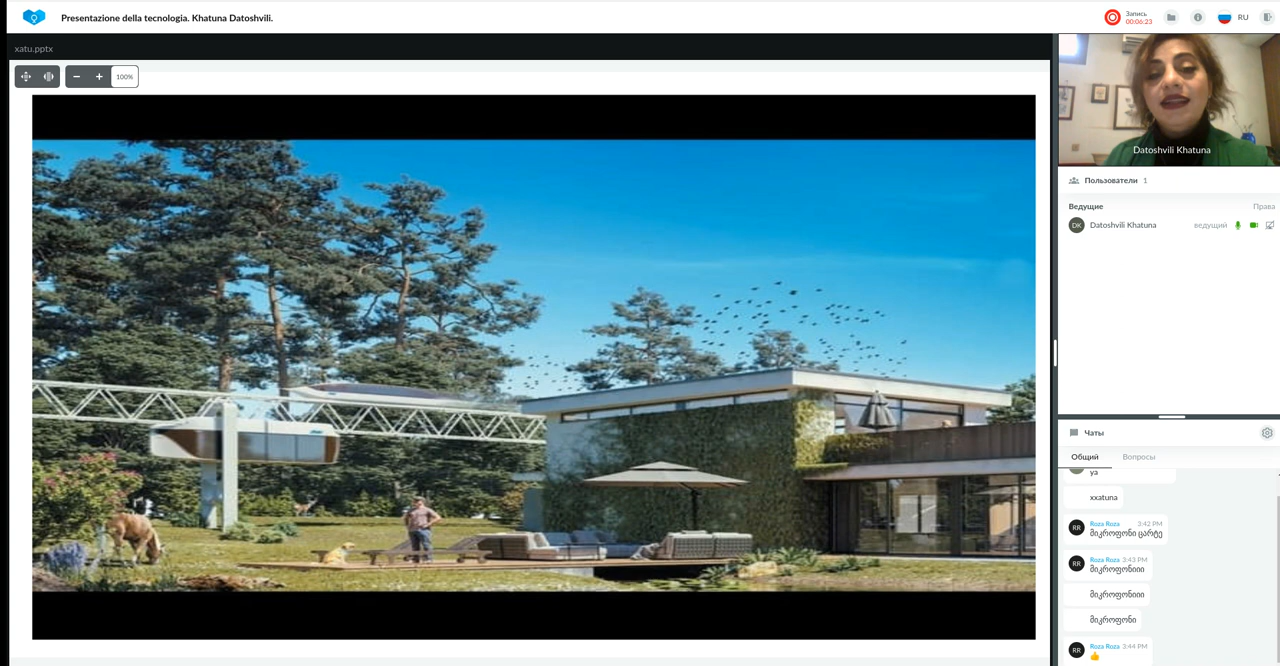 Presentazione della tecnologia. Khatuna Datoshvili.
Запись
00:06:23
RU
xatu.pptx
100%
Datoshvili Khatuna
Пользователи 1
Ведущие Права
DK Datoshvili Khatuna ведущий
Чаты
Общий Вопросы
ya
xxatuna
RR Roza Roza 3:42 PM
მიკროფონი ცარტე
RR Roza Roza 3:43 PM
მიკროფონიიი
მიკროფონიიი
მიკროფონი
RR Roza Roza 3:44 PM
👍